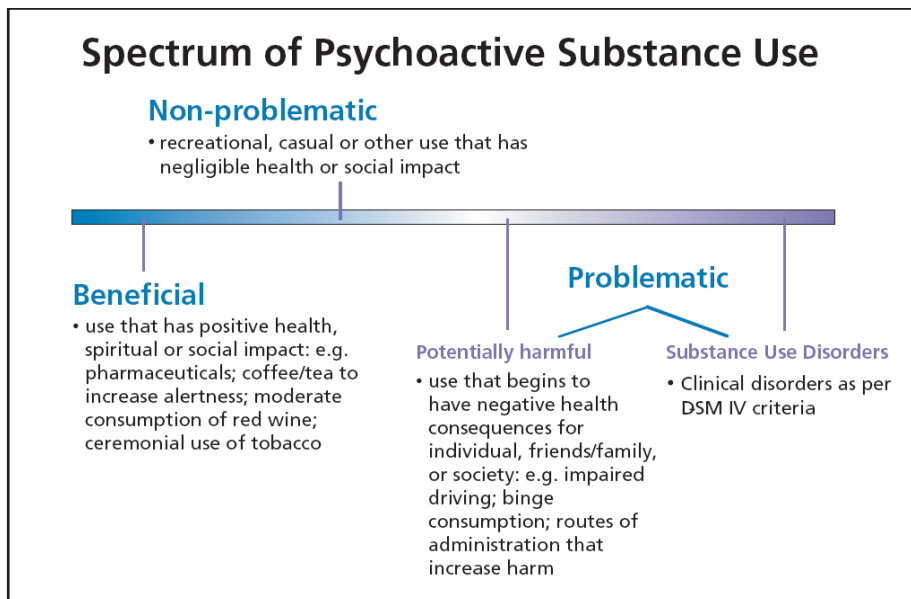 Spectrum of Psychoactive Substance Use
Non-problematic
• recreational, casual or other use that has
negligible health or social impact
Beneficial
• use that has positive health,
spiritual or social impact: e.g.
pharmaceuticals; coffee/tea to
increase alertness; moderate
consumption of red wine;
ceremonial use of tobacco
Problematic
Potentially harmful
• use that begins to
have negative health
consequences for
individual, friends/family,
or society: e.g. impaired
driving; binge
consumption; routes of
administration that
increase harm
Substance Use Disorders
• Clinical disorders as per
DSM IV criteria